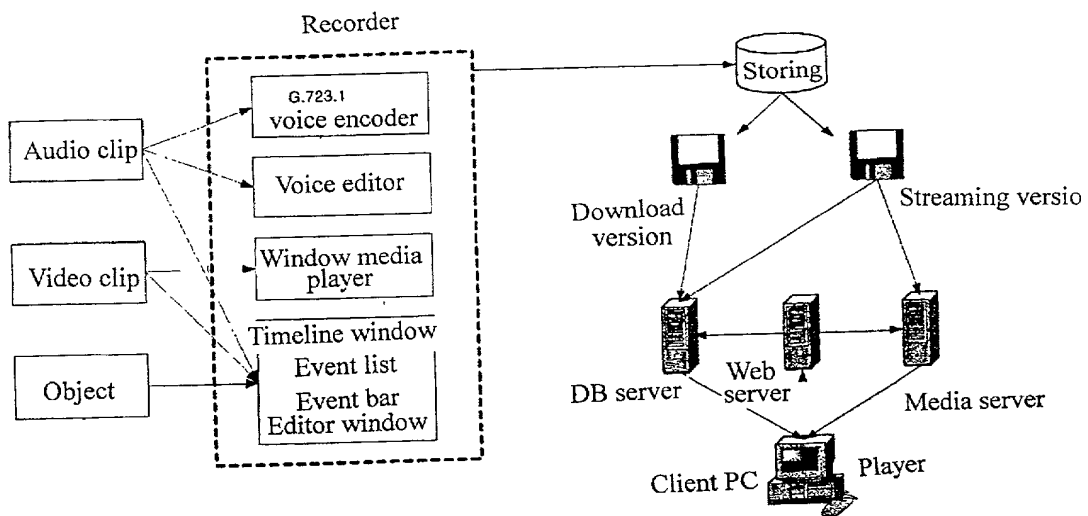 Recorder
G.723.1
voice encoder
Audio clip
Voice editor
Video clip
Window media
player
Timeline window
Event list
Event bar
Editor window
Object
Storing
Download
version
Streaming versio
DB server
Web
server
Media server
Client PC
Player